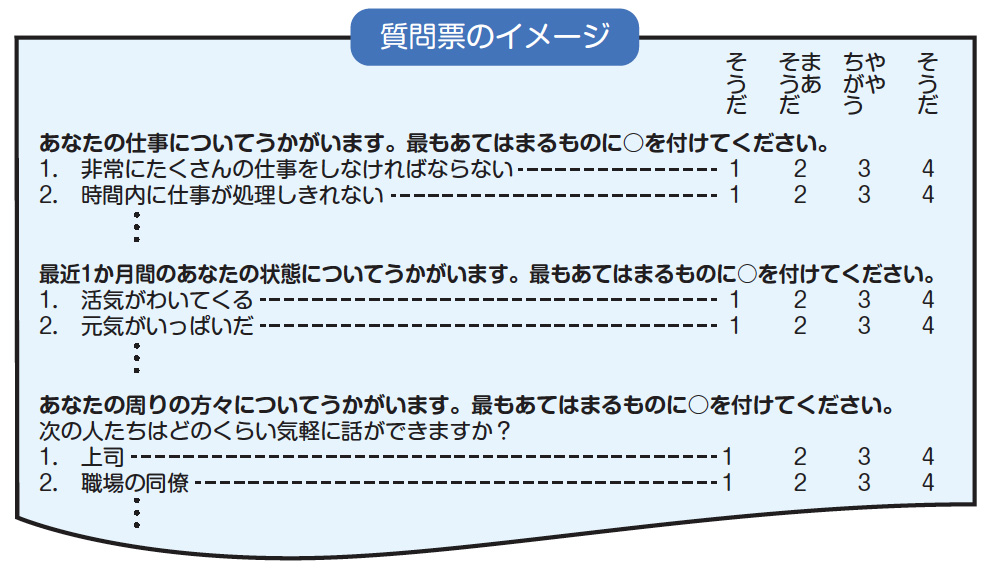 質問票のイメージ
そうだ まあそうだ ややちがう そうだ
あなたの仕事についてうかがいます。最もあてはまるものに○を付けてください。
1. 非常にたくさんの仕事をしなければならない 1 2 3 4
2. 時間内に仕事が処理しきれない 1 2 3 4
最近1か月間のあなたの状態についてうかがいます。最もあてはまるものに○を付けてください。
1. 活気がわいてくる 1 2 3 4
2. 元気がいっぱいだ 1 2 3 4
あなたの周りの方々についてうかがいます。最もあてはまるものに○を付けてください。
次の人たちはどのくらい気軽に話ができますか？
1. 上司 1 2 3 4
2. 職場の同僚 1 2 3 4